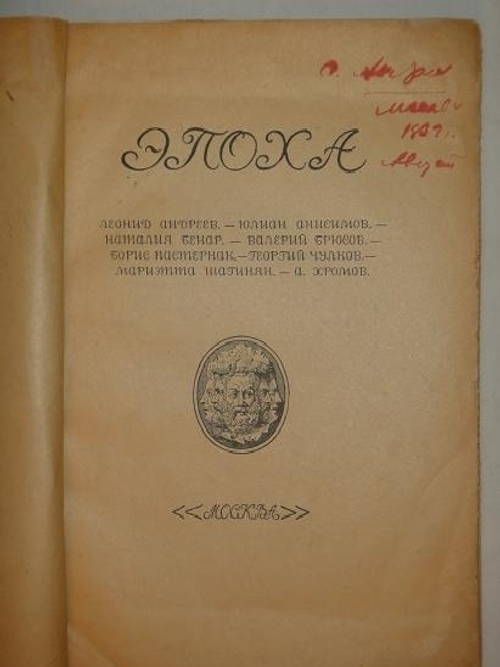 ЭПОХА
ЛЕОНИД АНДРЕЕВ. — ЮЛИАН АНИСИМОВ. —
НАТАЛИЯ БЕНАР. — ВАЛЕРИЙ БРЮСОВ. —
БОРИС ПАСТЕРНАК. — ГЕОРГИЙ ЧУЛКОВ. —
МАРИЭТТА ШАГИНЯН. — А. ХРОМОВ.
<<МОСКВА>>